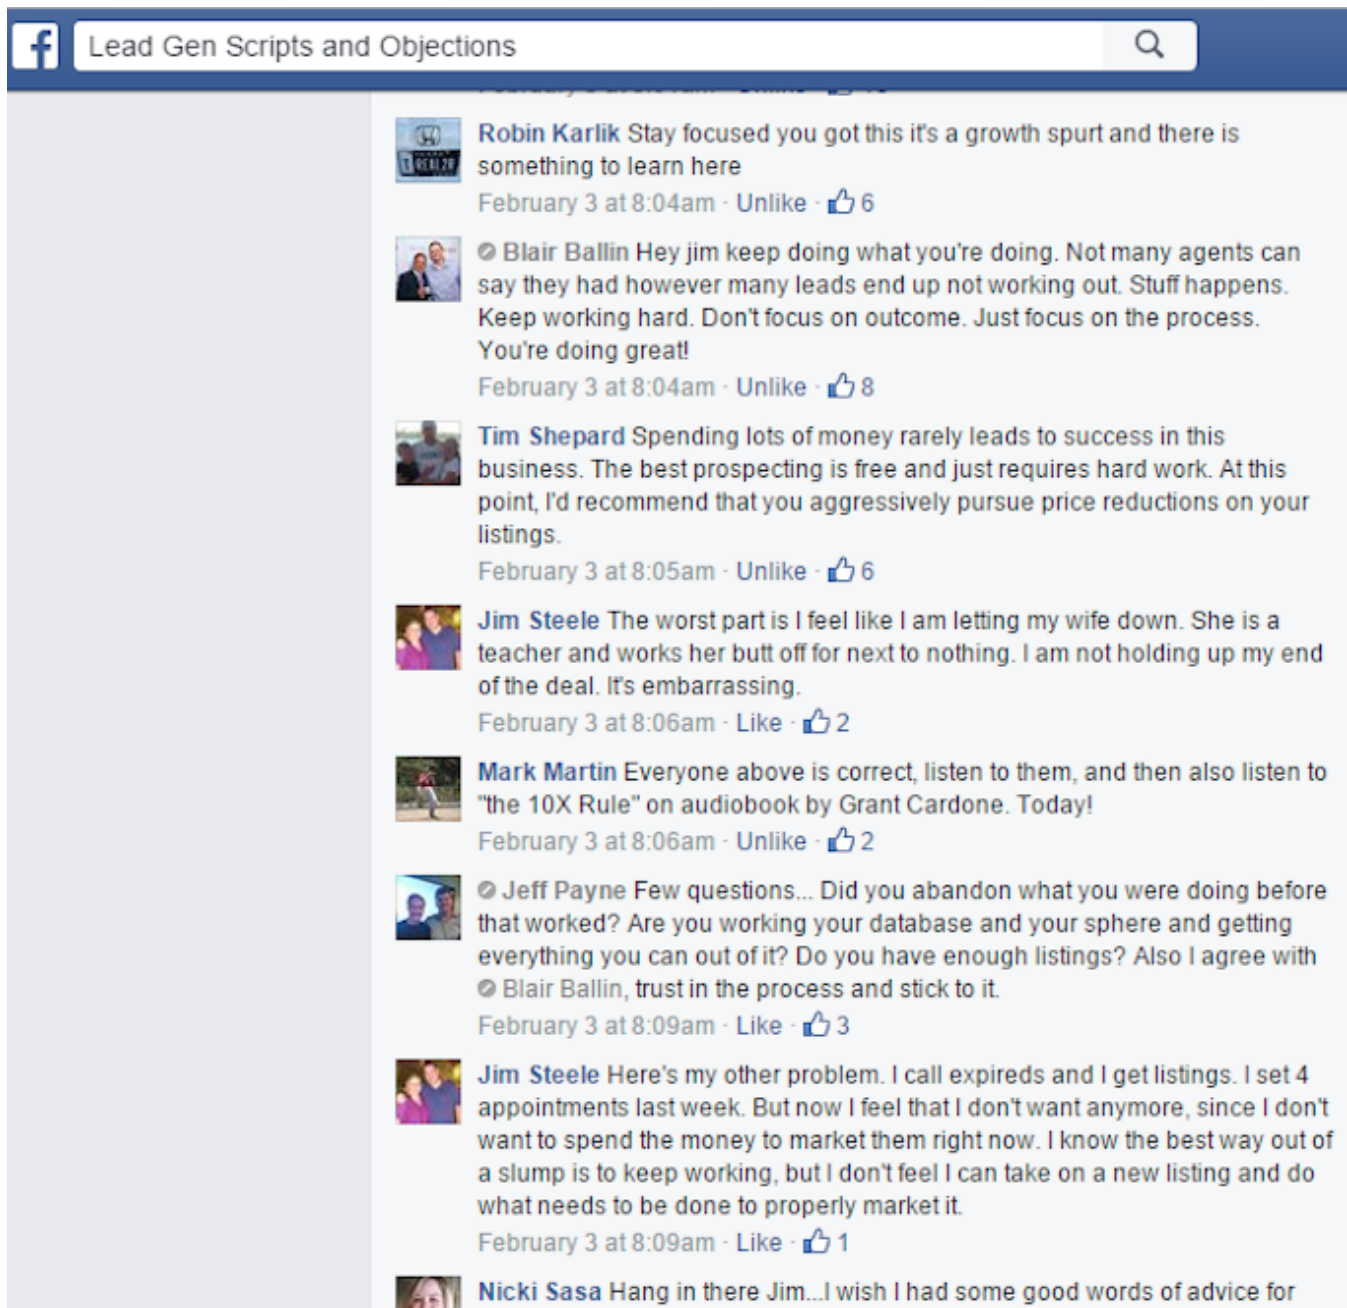 f
Lead Gen Scripts and Objections
Robin Karlik Stay focused you got this it's a growth spurt and there is
something to learn here
February 3 at 8:04am · Unlike · 6
Blair Ballin Hey jim keep doing what you're doing. Not many agents can
say they had however many leads end up not working out. Stuff happens.
Keep working hard. Don't focus on outcome. Just focus on the process.
You're doing great!
February 3 at 8:04am · Unlike · 8
Tim Shepard Spending lots of money rarely leads to success in this
business. The best prospecting is free and just requires hard work. At this
point, I'd recommend that you aggressively pursue price reductions on your
listings.
February 3 at 8:05am · Unlike · 6
Jim Steele The worst part is I feel like I am letting my wife down. She is a
teacher and works her butt off for next to nothing. I am not holding up my end
of the deal. It's embarrassing.
February 3 at 8:06am · Like · 2
Mark Martin Everyone above is correct, listen to them, and then also listen to
"the 10X Rule" on audiobook by Grant Cardone. Today!
February 3 at 8:06am · Unlike · 2
Jeff Payne Few questions... Did you abandon what you were doing before
that worked? Are you working your database and your sphere and getting
everything you can out of it? Do you have enough listings? Also I agree with
Blair Ballin, trust in the process and stick to it.
February 3 at 8:09am · Like · 3
Jim Steele Here's my other problem. I call expireds and I get listings. I set 4
appointments last week. But now I feel that I don't want anymore, since I don't
want to spend the money to market them right now. I know the best way out of
a slump is to keep working, but I don't feel I can take on a new listing and do
what needs to be done to properly market it.
February 3 at 8:09am · Like · 1
Nicki Sasa Hang in there Jim...I wish I had some good words of advice for